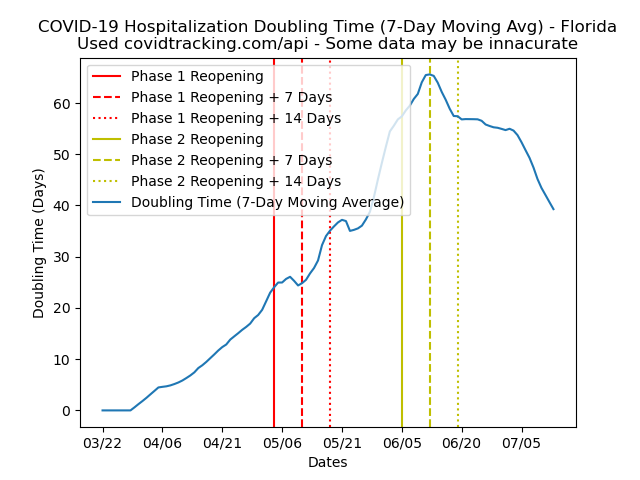 COVID-19 Hospitalization Doubling Time (7-Day Moving Avg) - Florida
Used covidtracking.com/api - Some data may be innacurate
Phase 1 Reopening
Phase 1 Reopening + 7 Days
Phase 1 Reopening + 14 Days
Phase 2 Reopening
Phase 2 Reopening + 7 Days
Phase 2 Reopening + 14 Days
Doubling Time (7-Day Moving Average)
Doubling Time (Days)
60
50
40
30
20
10
0
03/22 04/06 04/21 05/06 05/21 06/05 06/20 07/05
Dates